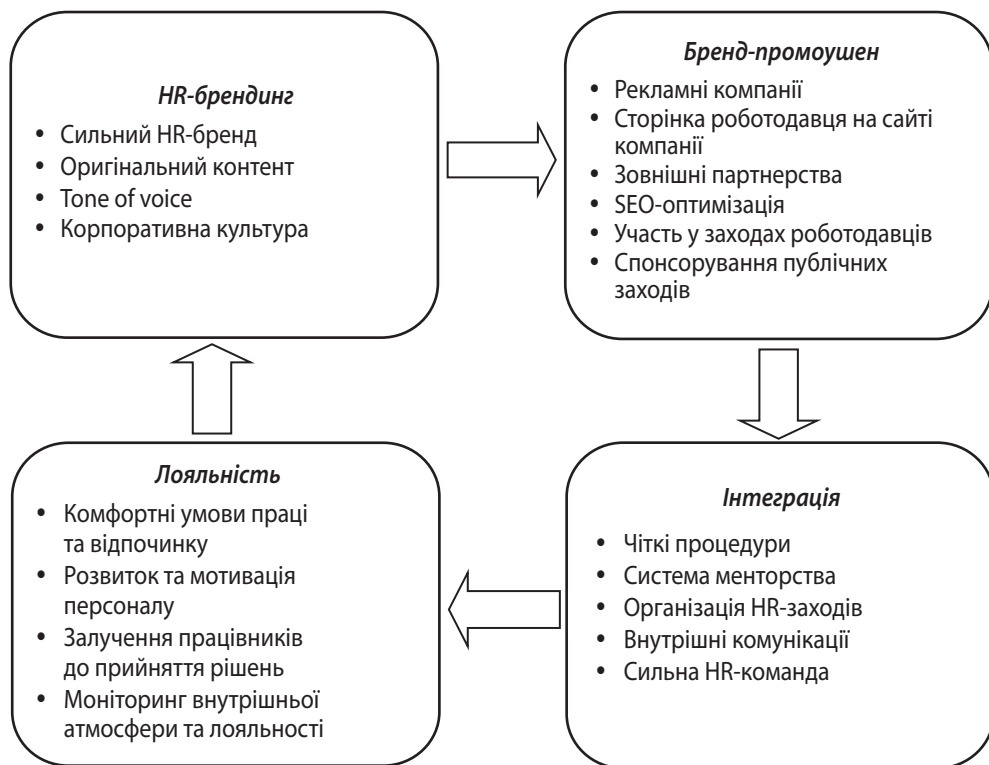 HR-брендинг
• Сильний HR-бренд
• Оригінальний контент
• Tone of voice
• Корпоративна культура
Бренд-промоушен
• Рекламні компанії
• Сторінка роботодавця на сайті
компанії
• Зовнішні партнерства
• SEO-оптимізація
• Участь у заходах роботодавців
• Спонсорування публічних
заходів
Лояльність
• Комфортні умови праці
та відпочинку
• Розвиток та мотивація
персоналу
• Залучення працівників
до прийняття рішень
• Моніторинг внутрішньої
атмосфери та лояльності
Інтеграція
• Чіткі процедури
• Система менторства
• Організація HR-заходів
• Внутрішні комунікації
• Сильна HR-команда